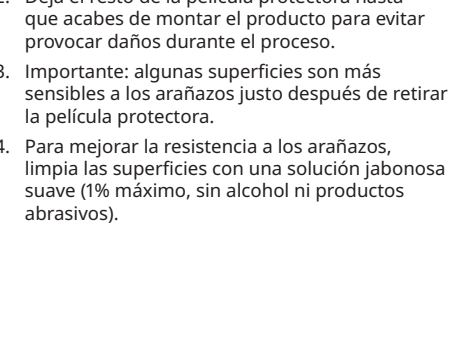 2. Deja el resto de la película protectora hasta
que acabes de montar el producto para evitar
provocar daños durante el proceso.
3. Importante: algunas superficies son más
sensibles a los arañazos justo después de retirar
la película protectora.
4. Para mejorar la resistencia a los arañazos,
limpia las superficies con una solución jabonosa
suave (1% máximo, sin alcohol ni productos
abrasivos).